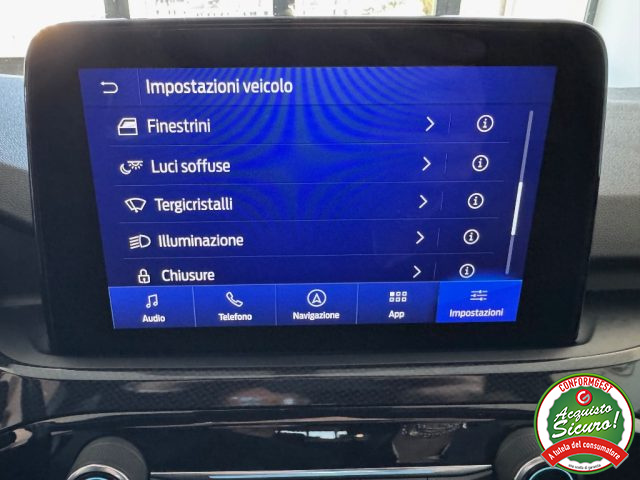 Impostazioni veicolo
Finestrini
Luci soffuse
Tergicristalli
Illuminazione
Chiusure
Audio
Telefono
Navigazione
App
Impostazioni
CONFORMGEST
Acquisto
Sicuro!
A tutela del consumatore